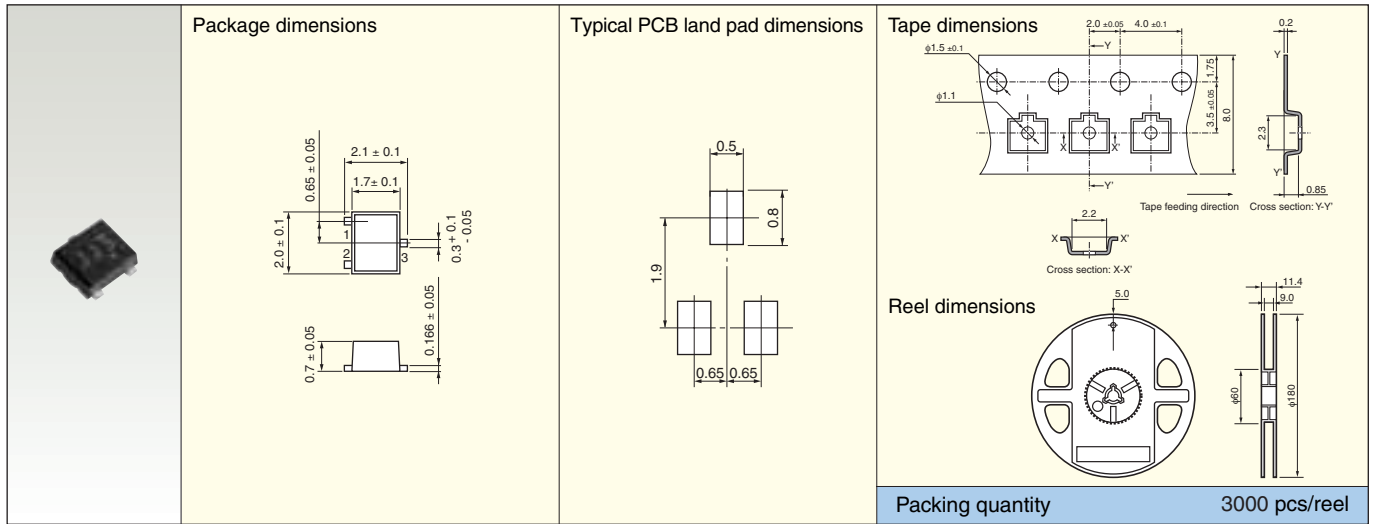 Package dimensions
0.65 ± 0.05
2.1 ± 0.1
1.7± 0.1
2.0 ± 0.1
1
2
3
0.3 + 0.1
- 0.05
0.7 ± 0.05
0.166 ± 0.05
Typical PCB land pad dimensions
0.5
0.8
1.9
0.65
0.65
Tape dimensions
2.0 ±0.05
4.0 ±0.1
0.2
φ1.5 ±0.1
Y
Y
1.75
φ1.1
3.5 ±0.05
8.0
2.3
X
X'
Y'
Y'
0.85
Tape feeding direction
Cross section: Y-Y'
2.2
X
X'
Cross section: X-X'
Reel dimensions
5.0
11.4
9.0
φ60
φ180
Packing quantity
3000 pcs/reel